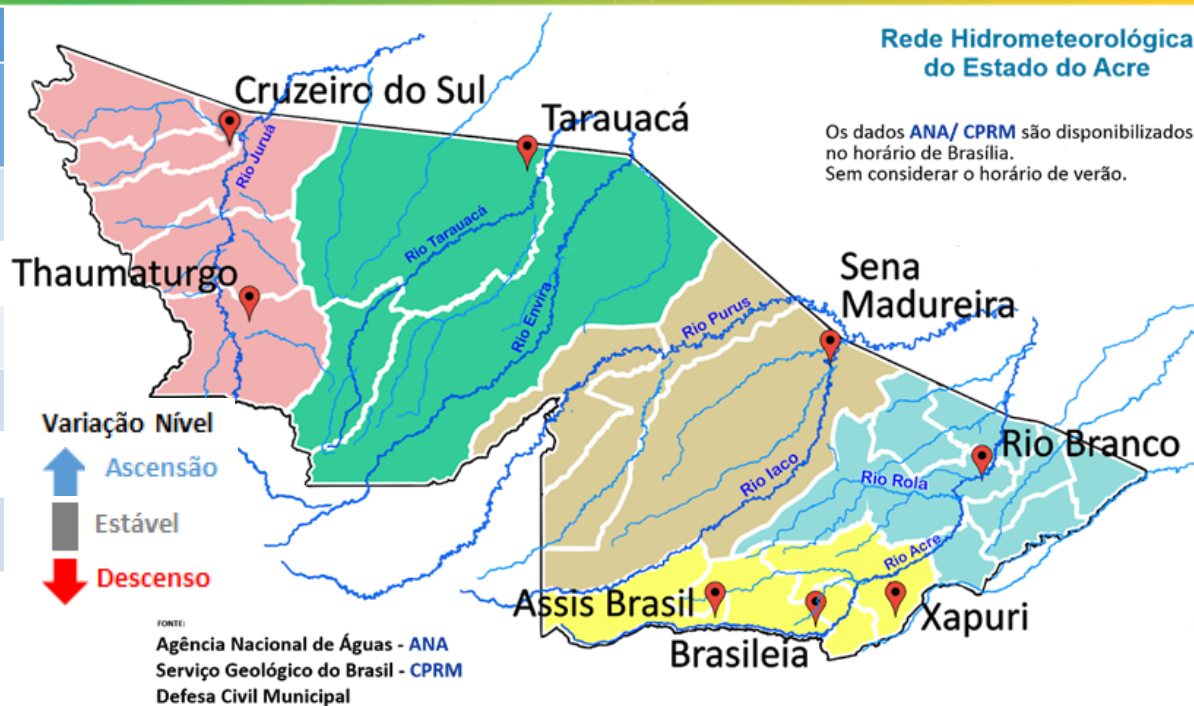 Rede Hidrometeorológica
do Estado do Acre
Os dados ANA/ CPRM são disponibilizados
no horário de Brasília.
Sem considerar o horário de verão.
Cruzeiro do Sul
Tarauacá
Rio Juruá
Rio Tarauacá
Thaumaturgo
Rio Envira
Sena
Madureira
Rio Purus
Variação Nível
Ascensão
Estável
Descenso
Rio Branco
Rio Iaco
Rio Rolá
Rio Acre
Assis Brasil
Brasileia
Xapuri
FONTE:
Agência Nacional de Águas - ANA
Serviço Geológico do Brasil - CPRM
Defesa Civil Municipal